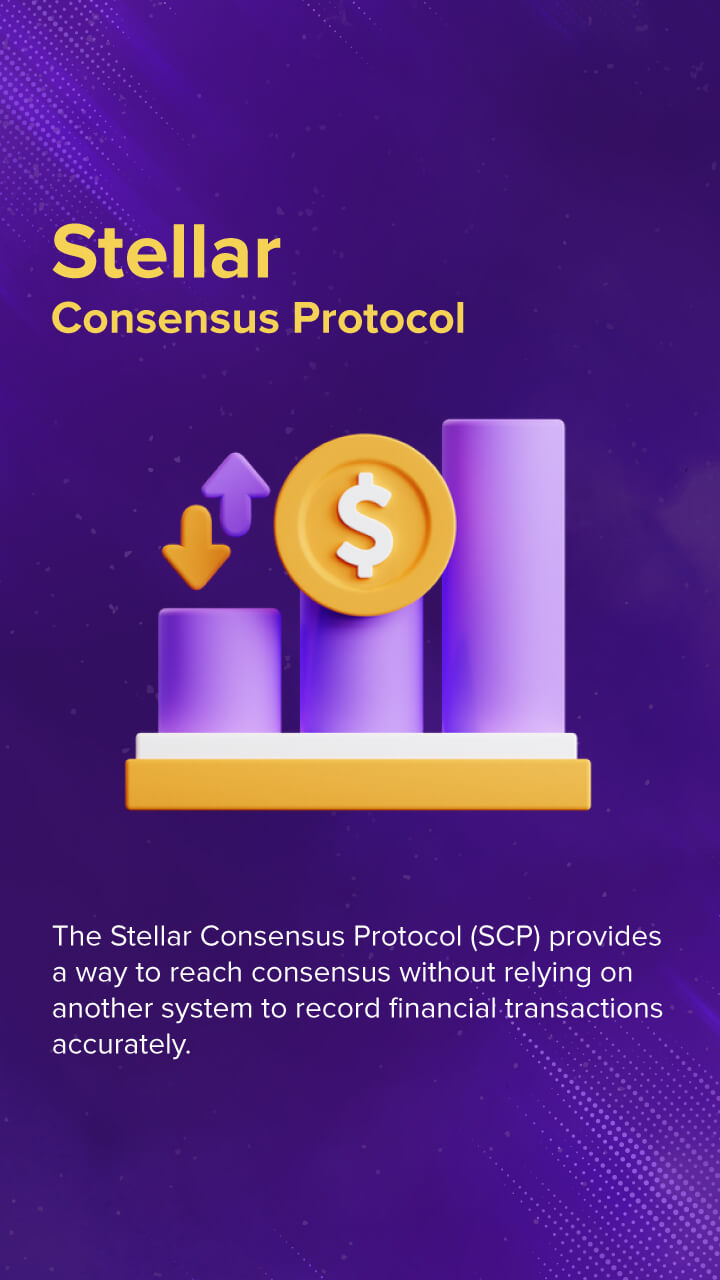 Stellar
Consensus Protocol
$
The Stellar Consensus Protocol (SCP) provides
a way to reach consensus without relying on
another system to record financial transactions
accurately.